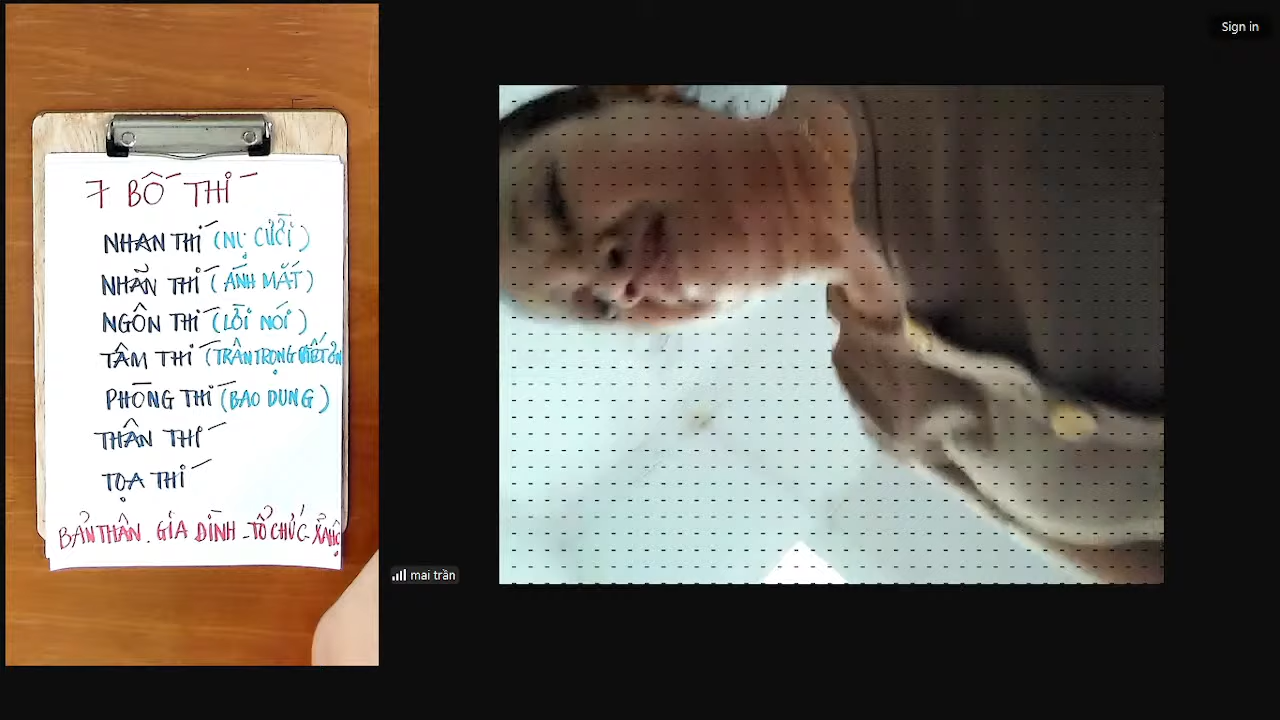 7 BỐ THÍ
NHAN THÍ (NỤ CƯỜI)
NHÃN THÍ (ÁNH MẮT)
NGÔN THÍ (LỜI NÓI)
TÂM THÍ (TRÂN TRỌNG BIẾT ƠN
PHÒNG THÍ (BAO DUNG)
THÂN THÍ
TỌA THÍ
BẢN THÂN . GIA ĐÌNH - TỔ CHỨC - XÃ HỘ
mai trần
Sign in